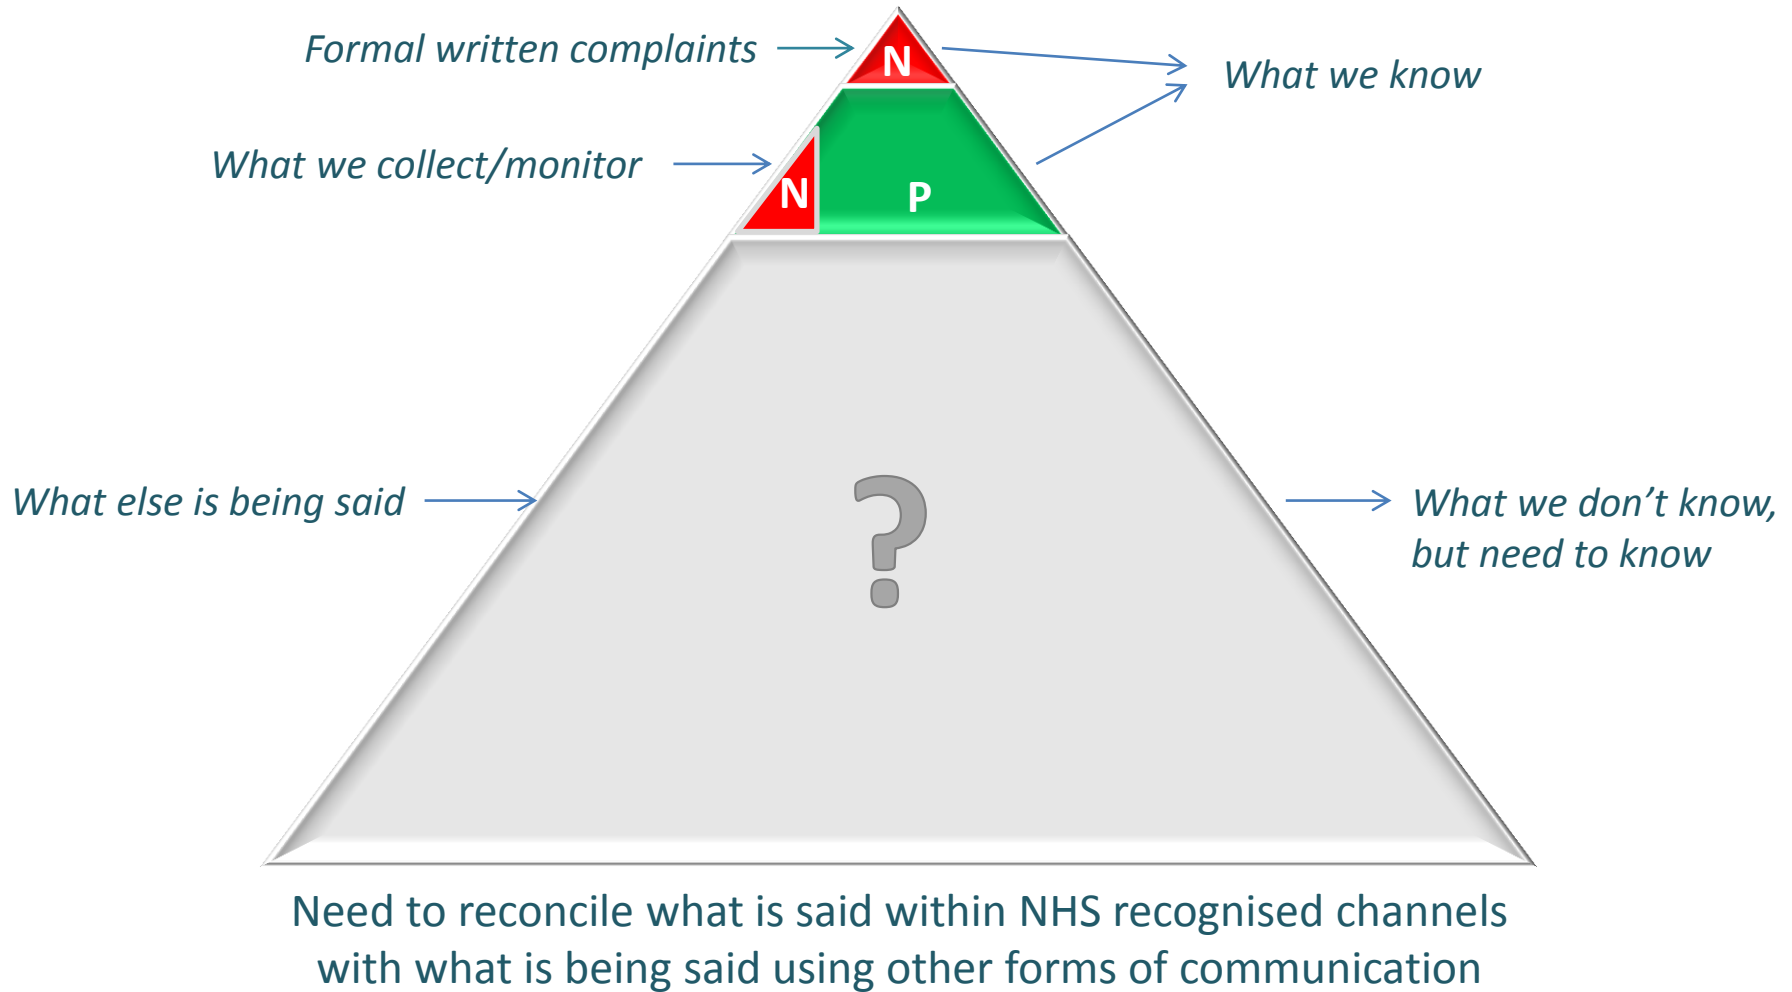 Formal written complaints
N
What we know
What we collect/monitor
N
P
What else is being said
?
What we don’t know,
but need to know
Need to reconcile what is said within NHS recognised channels
with what is being said using other forms of communication